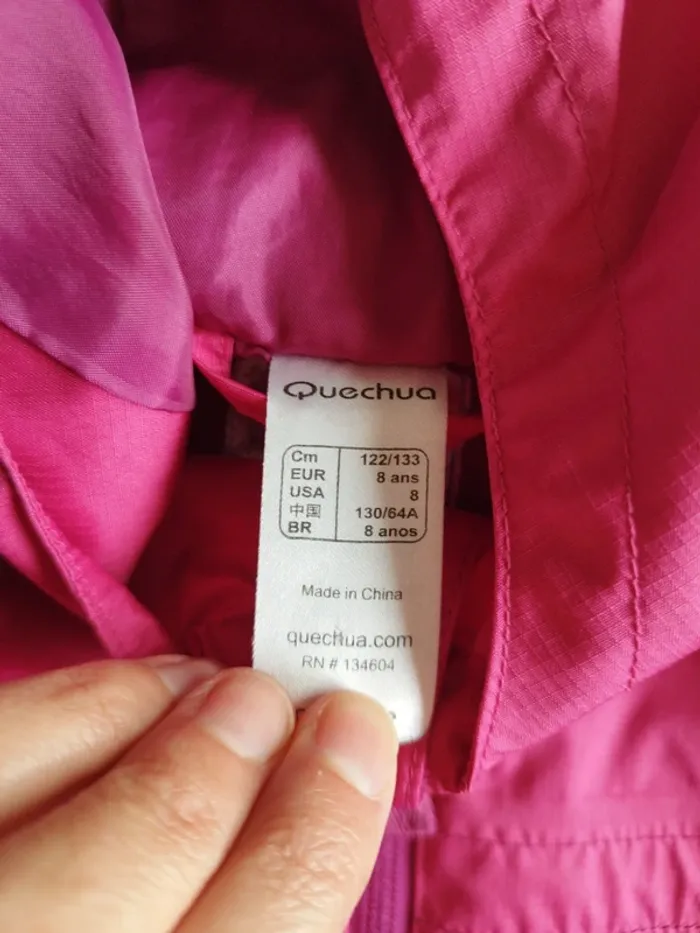 Quechua
Cm 122/133
EUR 8 ans
USA 8
中国 130/64A
BR 8 anos
Made in China
quechua.com
RN # 134604